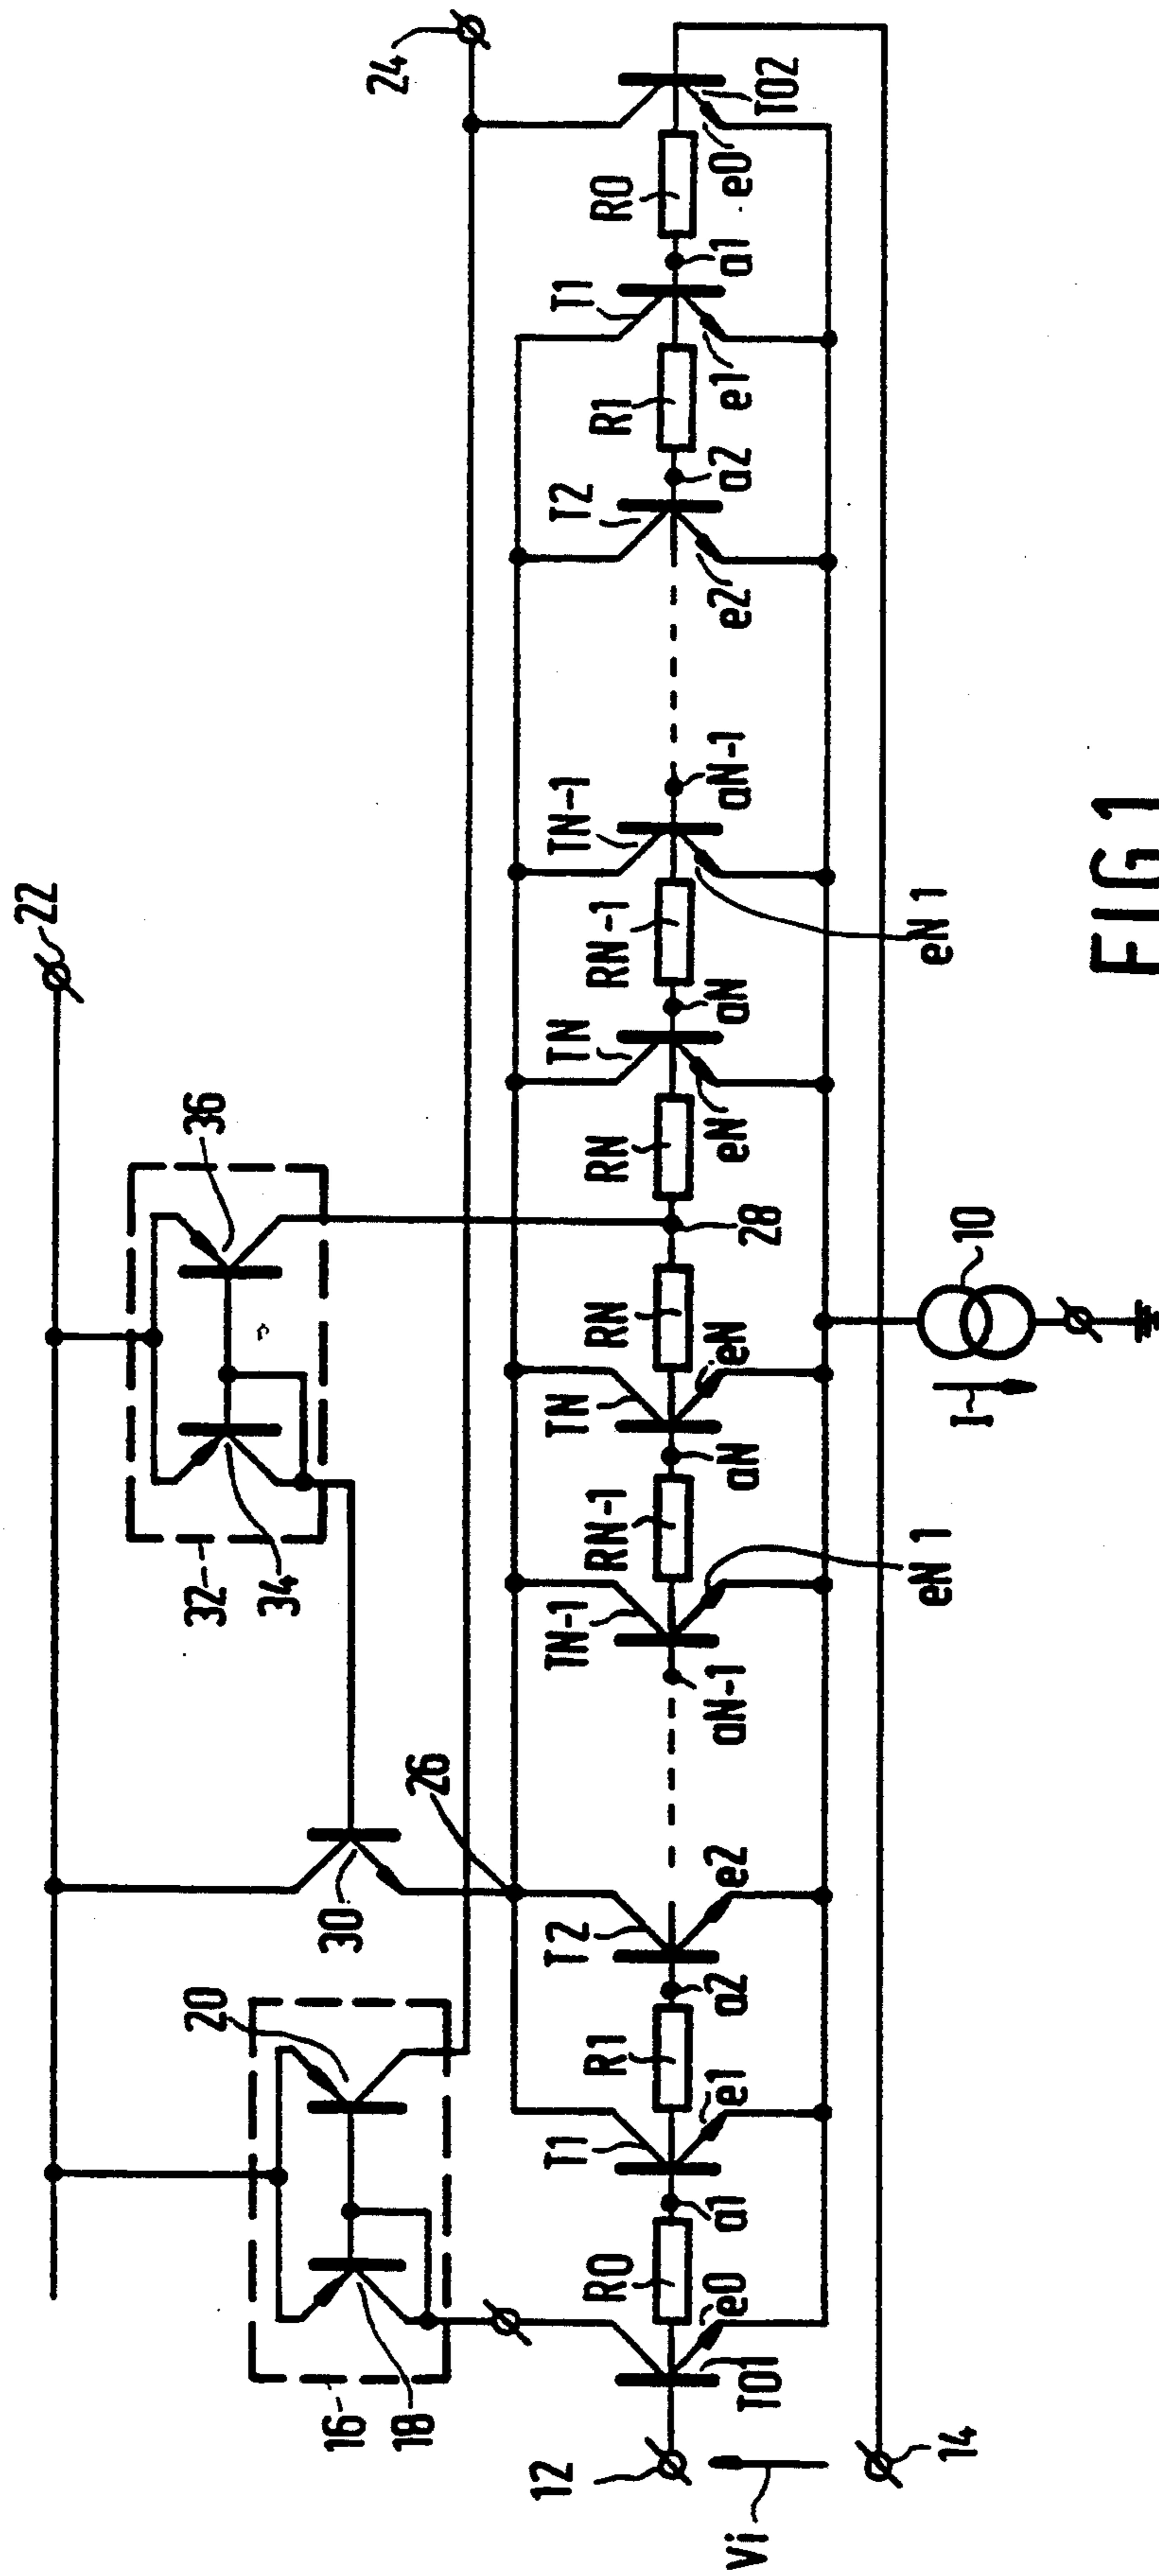 22
36
20
32
34
16
18
30
24
26
12
T1
T2
TN-1
TN
TN
TN-1
T2
T1
R0
R1
RN-1
RN
RN
RN-1
R1
R0
a1
a2
aN-1
aN
aN
aN-1
a2
a1
e0
e1
e2
eN
28
eN
e2
e1
e0
T01
T02
Vi
14
eN 1
I
10
eN 1
FIG 1